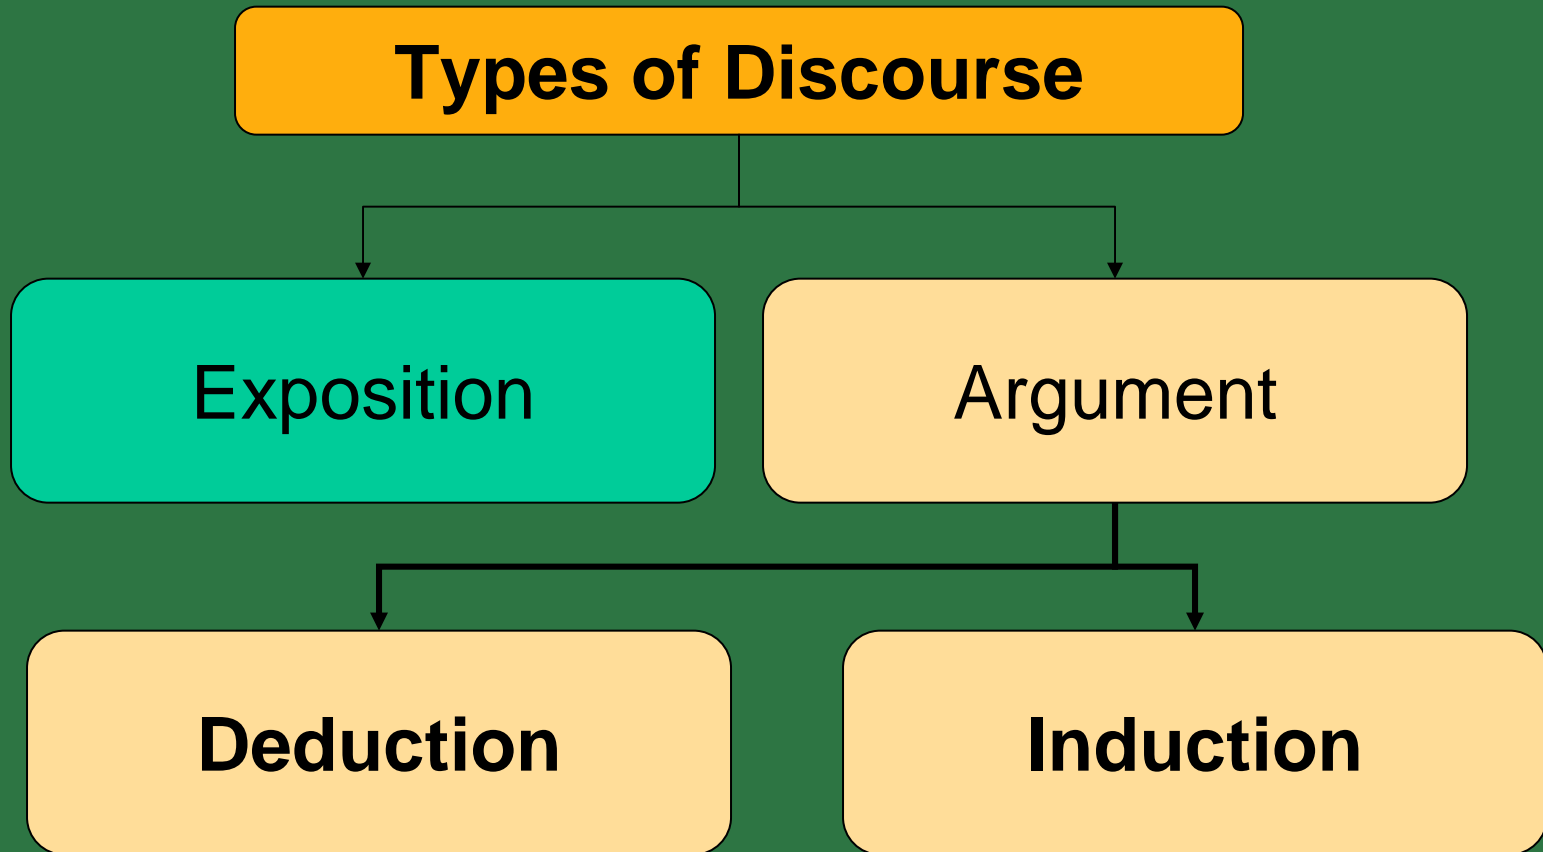 Types of Discourse
Exposition
Argument
Deduction
Induction